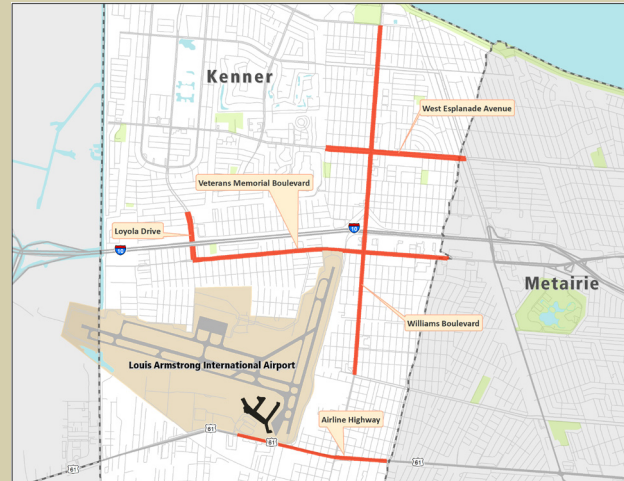 Kenner
West Esplanade Avenue
Veterans Memorial Boulevard
Loyola Drive
10
10
Metairie
Williams Boulevard
Louis Armstrong International Airport
Airline Highway
61
61
61
61